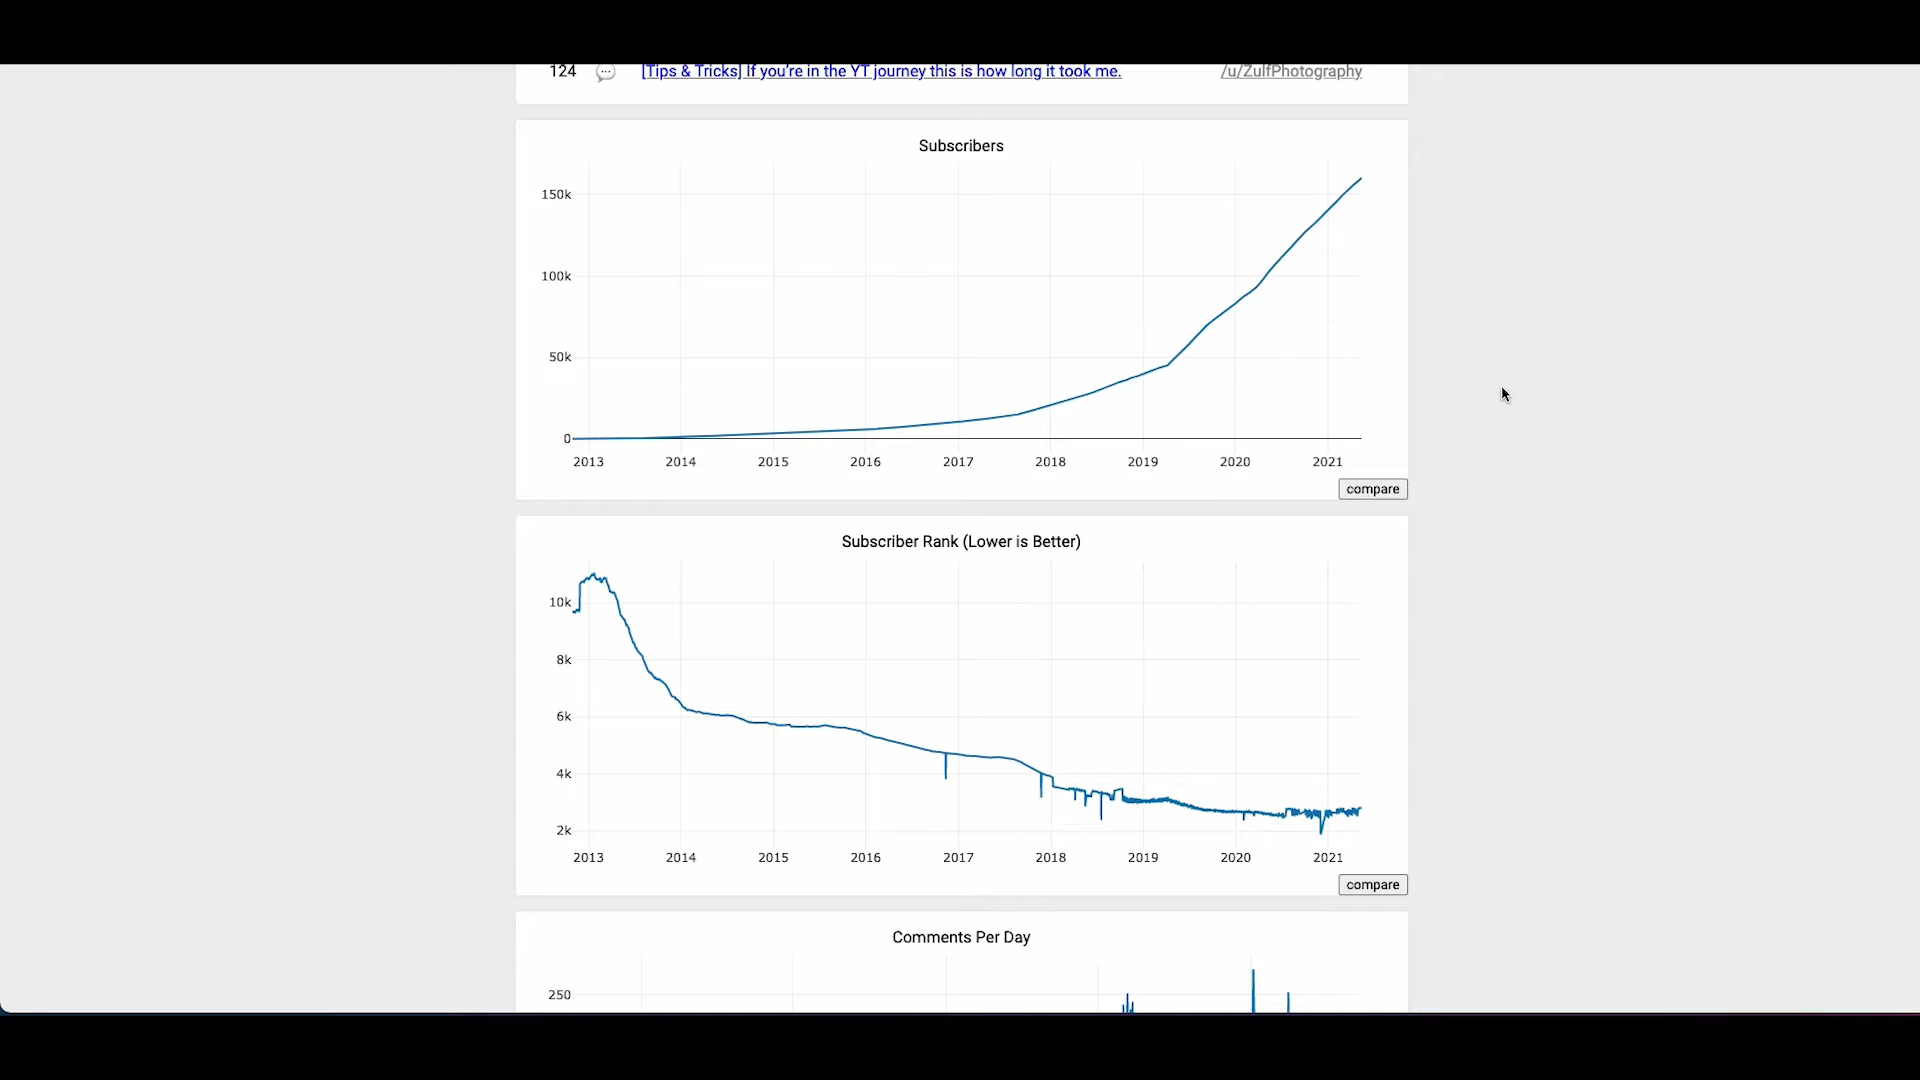 124 [Tips & Tricks] If you're in the YT journey this is how long it took me. /u/ZulfPhotography
Subscribers
150k
100k
50k
0
2013 2014 2015 2016 2017 2018 2019 2020 2021
compare
Subscriber Rank (Lower is Better)
10k
8k
6k
4k
2k
2013 2014 2015 2016 2017 2018 2019 2020 2021
compare
Comments Per Day
250